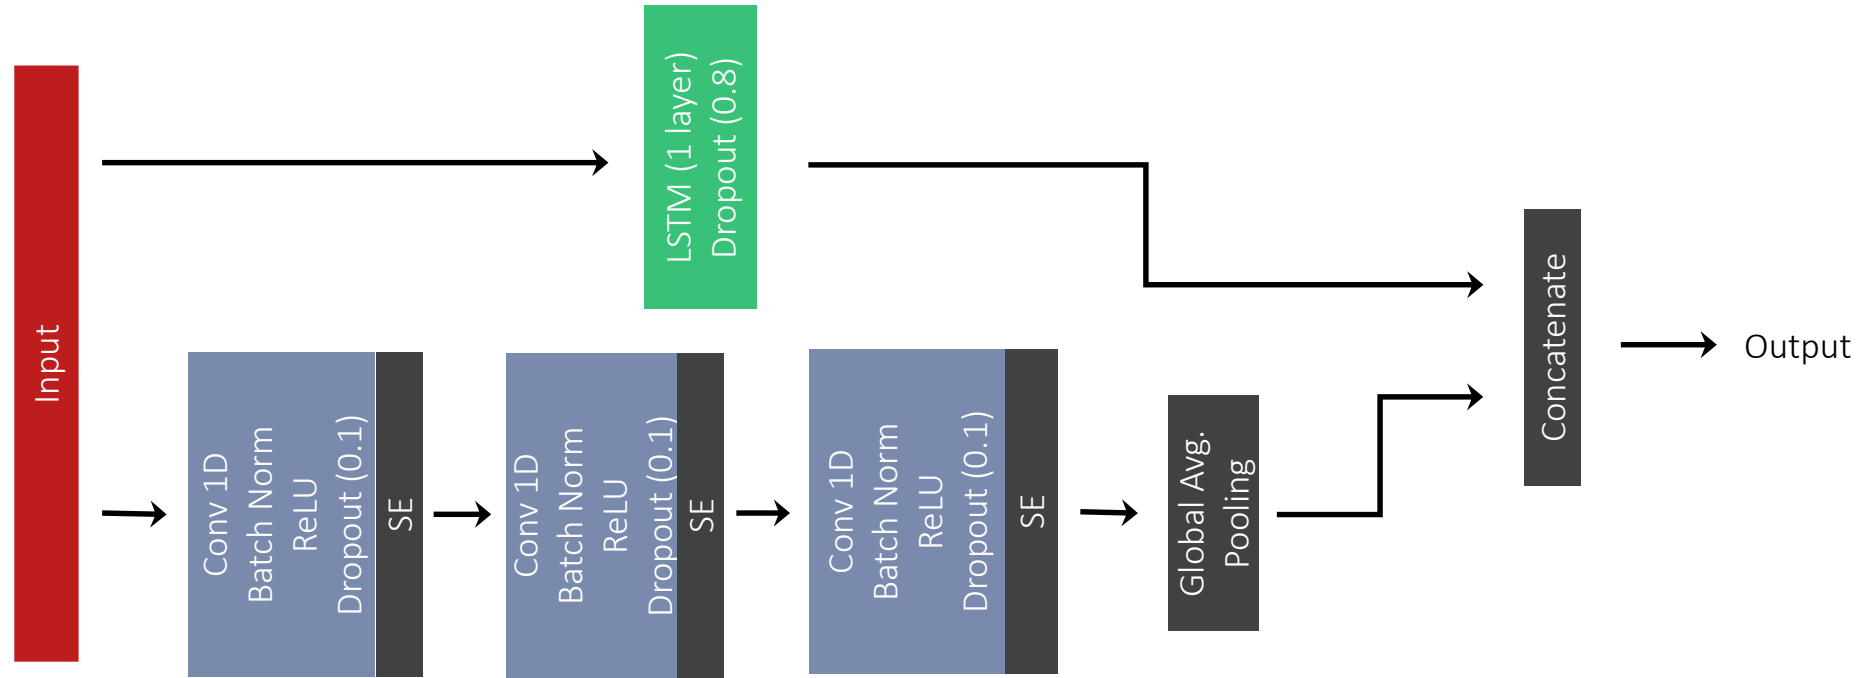 Input
LSTM (1 layer)
Dropout (0.8)
Conv 1D
Batch Norm
ReLU
Dropout (0.1)
SE
Conv 1D
Batch Norm
ReLU
Dropout (0.1)
SE
Conv 1D
Batch Norm
ReLU
Dropout (0.1)
SE
Global Avg.
Pooling
Concatenate
Output